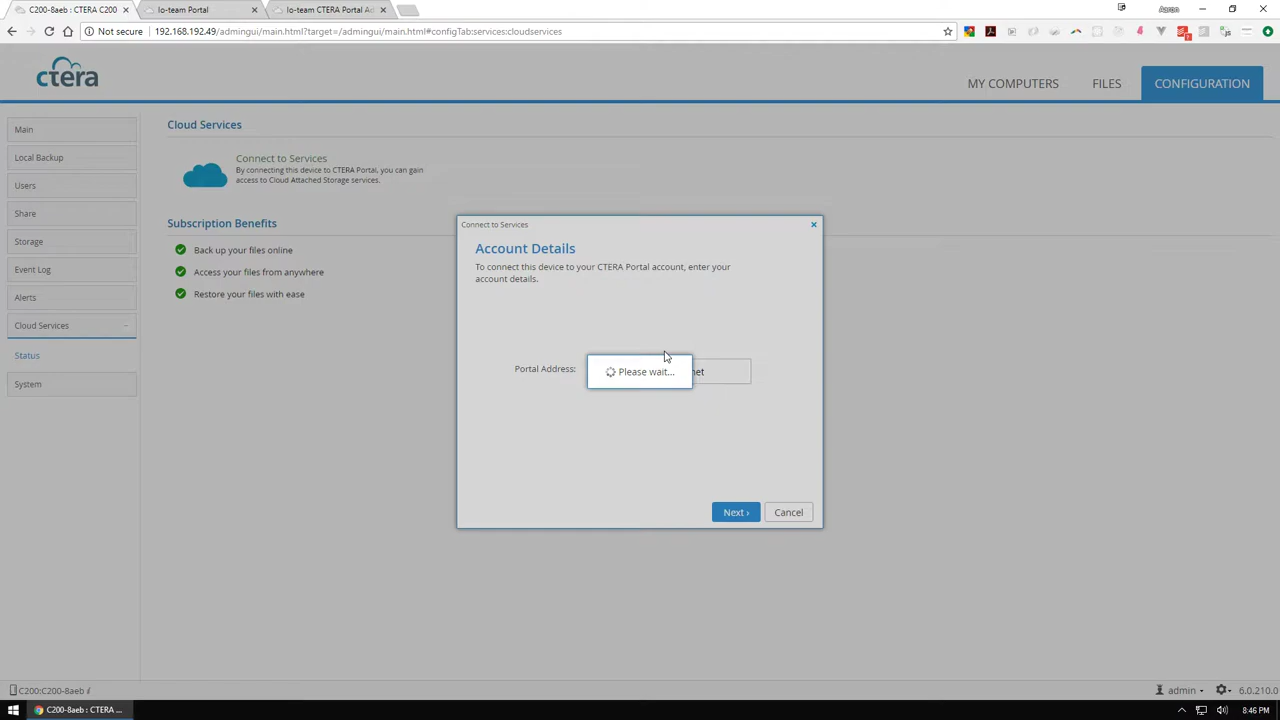 C200-8aeb : CTERA C200
Io-team Portal
Io-team CTERA Portal Ad
Aaron
Not secure
192.168.192.49/admingui/main.html?target=/admingui/main.html#configTab:services:cloudservices
ctera
MY COMPUTERS
FILES
CONFIGURATION
Main
Local Backup
Users
Share
Storage
Event Log
Alerts
Cloud Services
Status
System
Cloud Services
Connect to Services
By connecting this device to CTERA Portal, you can gain
access to Cloud Attached Storage services.
Subscription Benefits
Back up your files online
Access your files from anywhere
Restore your files with ease
Connect to Services
Account Details
To connect this device to your CTERA Portal account, enter your
account details.
Portal Address:
Please wait...
net
Next ›
Cancel
C200:C200-8aeb
admin
6.0.210.0
C200-8aeb : CTERA ...
8:46 PM